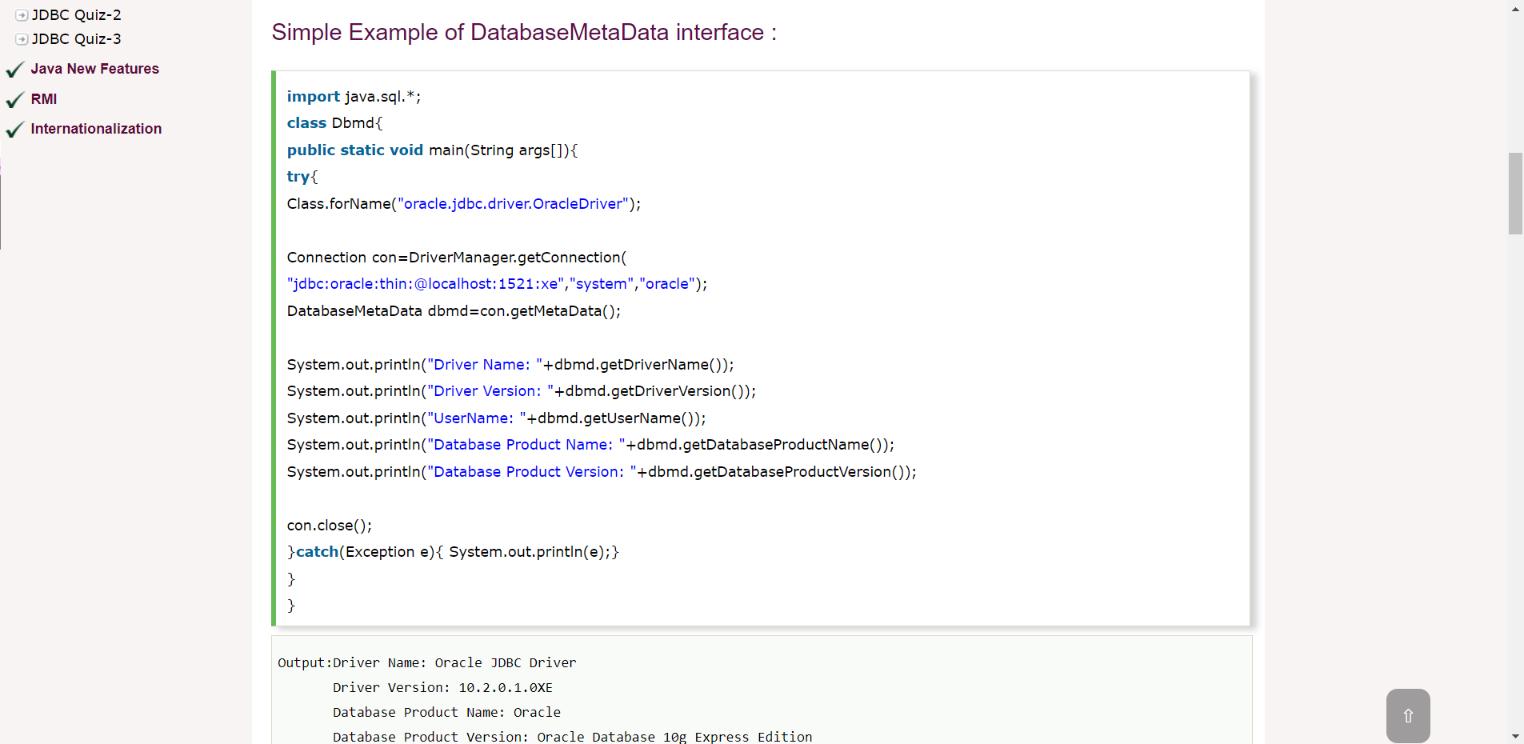 JDBC Quiz-2
JDBC Quiz-3
Java New Features
RMI
Internationalization
Simple Example of DatabaseMetaData interface :
import java.sql.*;
class Dbmd{
public static void main(String args[]){
try{
Class.forName("oracle.jdbc.driver.OracleDriver");
Connection con=DriverManager.getConnection(
"jdbc:oracle:thin:@localhost:1521:xe","system","oracle");
DatabaseMetaData dbmd=con.getMetaData();
System.out.println("Driver Name: "+dbmd.getDriverName());
System.out.println("Driver Version: "+dbmd.getDriverVersion());
System.out.println("UserName: "+dbmd.getUserName());
System.out.println("Database Product Name: "+dbmd.getDatabaseProductName());
System.out.println("Database Product Version: "+dbmd.getDatabaseProductVersion());
con.close();
}catch(Exception e){ System.out.println(e);}
}
}
Output:Driver Name: Oracle JDBC Driver
Driver Version: 10.2.0.1.0XE
Database Product Name: Oracle
Database Product Version: Oracle Database 10g Express Edition